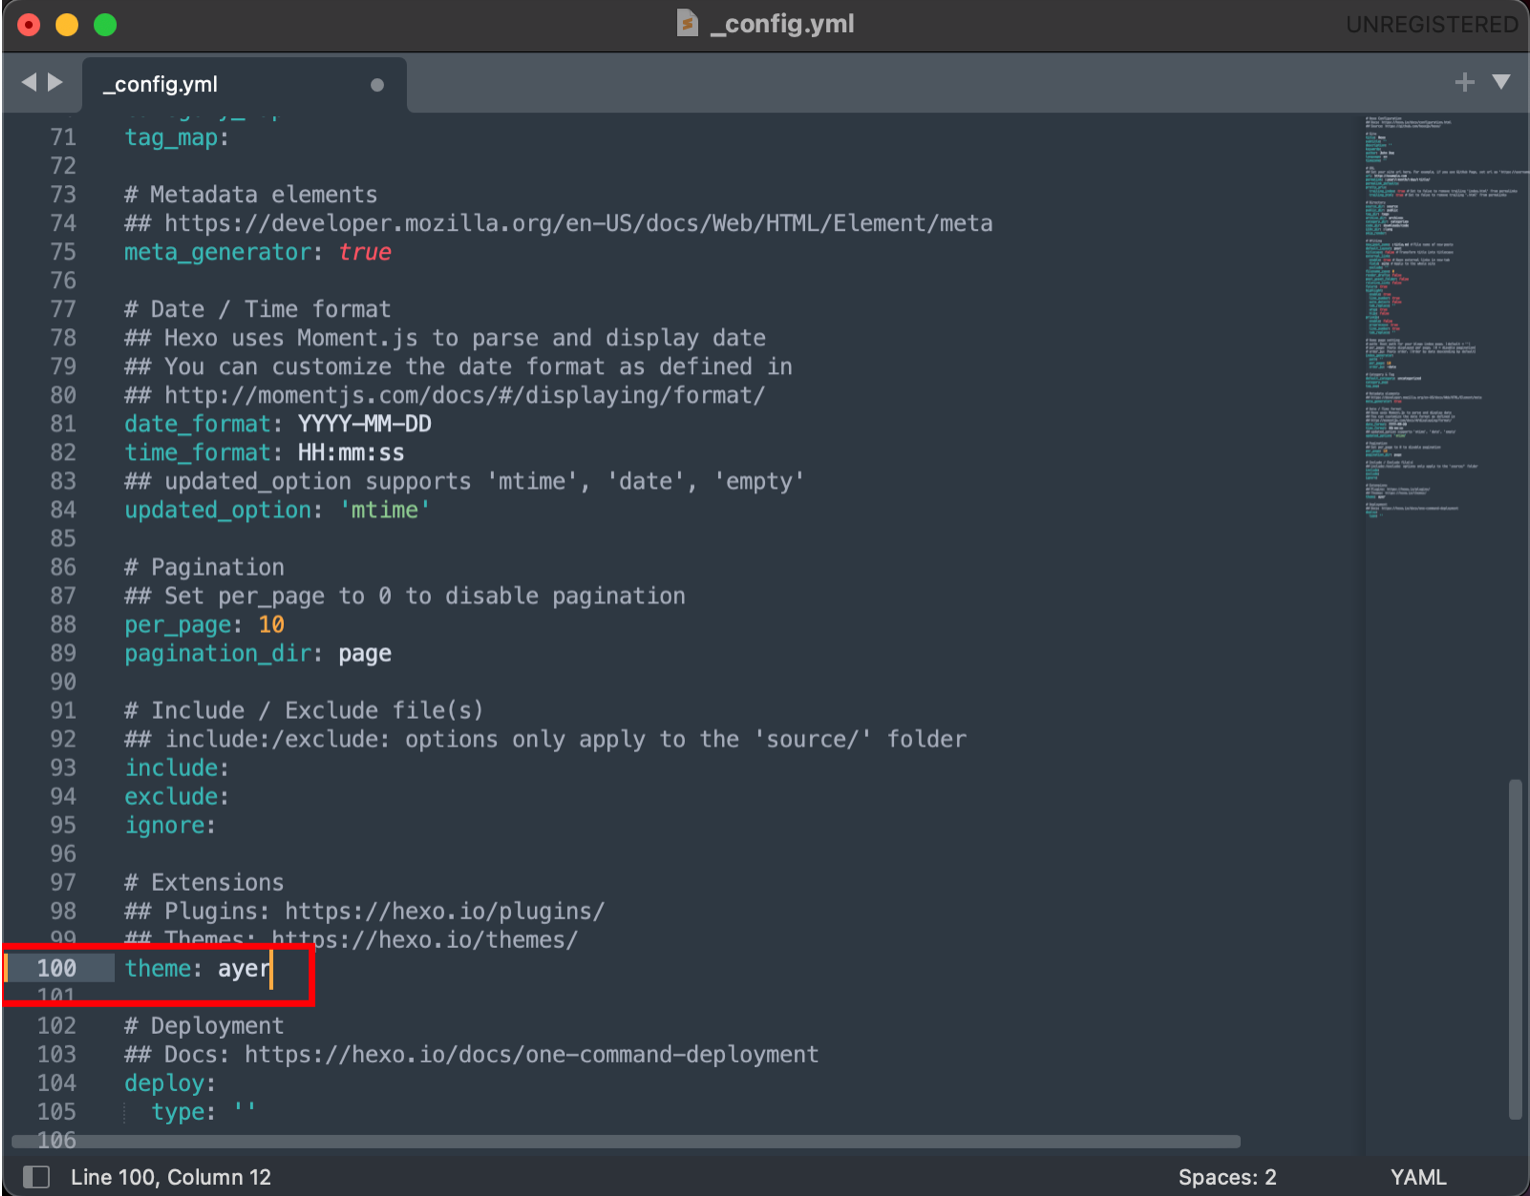 _config.yml
UNREGISTERED
_config.yml
71 tag_map:
72
73 # Metadata elements
74 ## https://developer.mozilla.org/en-US/docs/Web/HTML/Element/meta
75 meta_generator: true
76
77 # Date / Time format
78 ## Hexo uses Moment.js to parse and display date
79 ## You can customize the date format as defined in
80 ## http://momentjs.com/docs/#/displaying/format/
81 date_format: YYYY-MM-DD
82 time_format: HH:mm:ss
83 ## updated_option supports 'mtime', 'date', 'empty'
84 updated_option: 'mtime'
85
86 # Pagination
87 ## Set per_page to 0 to disable pagination
88 per_page: 10
89 pagination_dir: page
90
91 # Include / Exclude file(s)
92 ## include:/exclude: options only apply to the 'source/' folder
93 include:
94 exclude:
95 ignore:
96
97 # Extensions
98 ## Plugins: https://hexo.io/plugins/
99 ## Themes: https://hexo.io/themes/
100 theme: ayer
101
102 # Deployment
103 ## Docs: https://hexo.io/docs/one-command-deployment
104 deploy:
105 type: ''
106
Line 100, Column 12
Spaces: 2
YAML